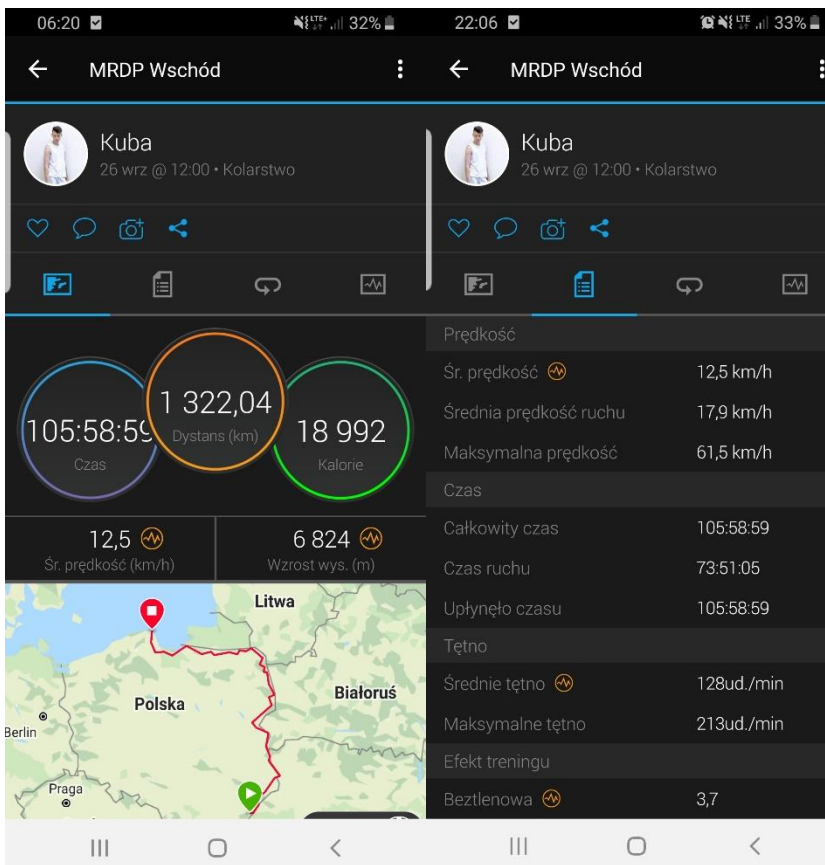 06:20
LTE+
32%
MRDP Wschód
Kuba
26 wrz @ 12:00 • Kolarstwo
105:58:59
Czas
1 322,04
Dystans (km)
18 992
Kalorie
12,5
Śr. prędkość (km/h)
6 824
Wzrost wys. (m)
Litwa
Polska
Białoruś
Berlin
Praga
22:06
LTE
33%
MRDP Wschód
Kuba
26 wrz @ 12:00 • Kolarstwo
Prędkość
Śr. prędkość 12,5 km/h
Średnia prędkość ruchu 17,9 km/h
Maksymalna prędkość 61,5 km/h
Czas
Całkowity czas 105:58:59
Czas ruchu 73:51:05
Upłynęło czasu 105:58:59
Tętno
Średnie tętno 128ud./min
Maksymalne tętno 213ud./min
Efekt treningu
Beztlenowa 3,7